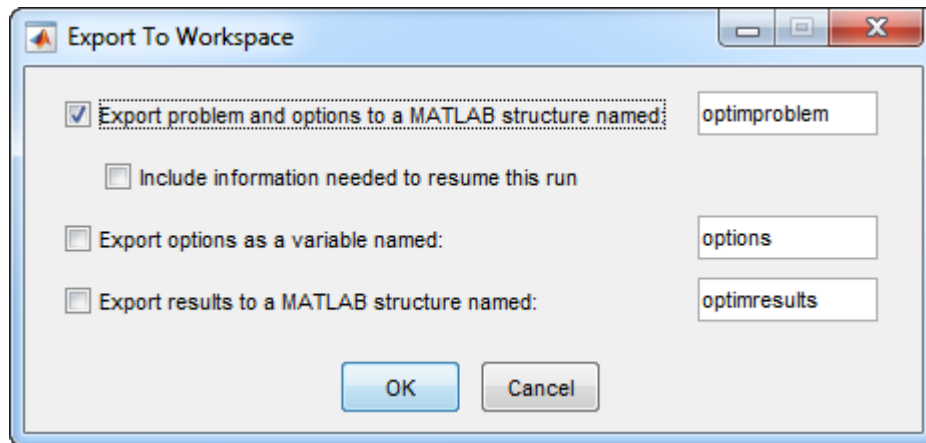 Export To Workspace
Export problem and options to a MATLAB structure named: optimproblem
Include information needed to resume this run
Export options as a variable named: options
Export results to a MATLAB structure named: optimresults
OK Cancel